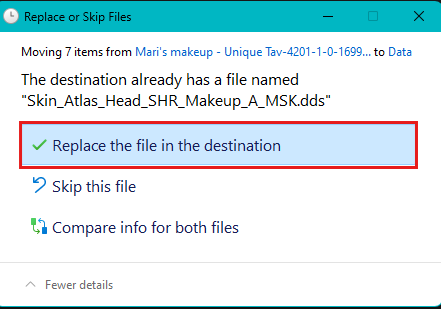 Replace or Skip Files
Moving 7 items from Mari's makeup - Unique Tav-4201-1-0-1699... to Data
The destination already has a file named
"Skin_Atlas_Head_SHR_Makeup_A_MSK.dds"
Replace the file in the destination
Skip this file
Compare info for both files
Fewer details